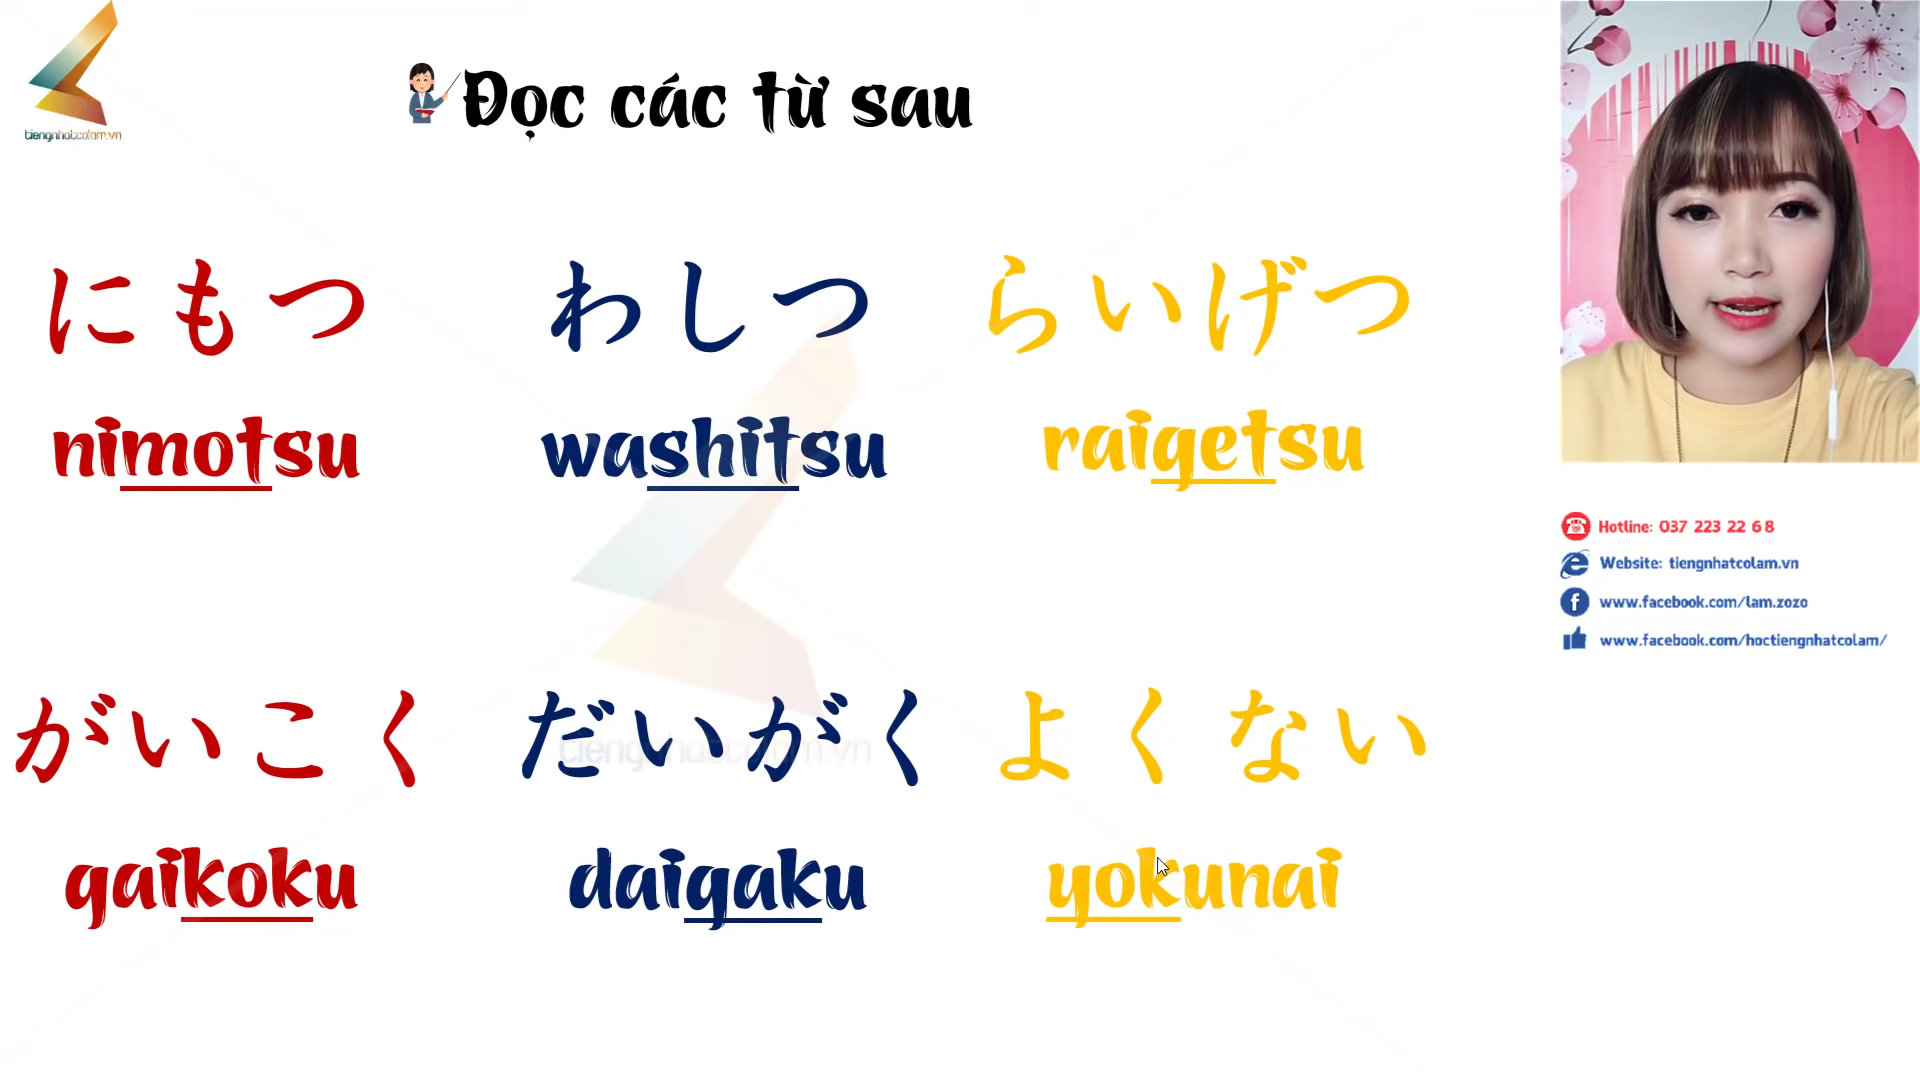 tiengnhatcolam.vn
Đọc các từ sau
にもつ わしつ らいげつ
nimotsu washitsu raigetsu
がいこく だいがく よくない
gaikoku daigaku yokunai
tiengnhatcolam.vn
Hotline: 037 223 22 68
Website: tiengnhatcolam.vn
www.facebook.com/lam.zozo
www.facebook.com/hoctiengnhatcolam/